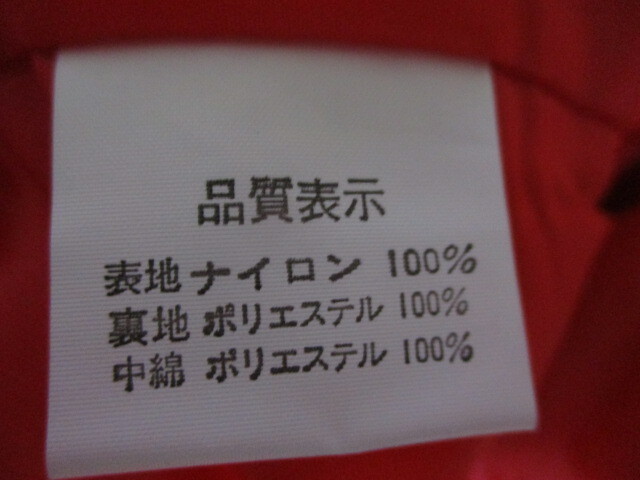 品質表示
表地 ナイロン 100%
裏地 ポリエステル 100%
中綿 ポリエステル 100%